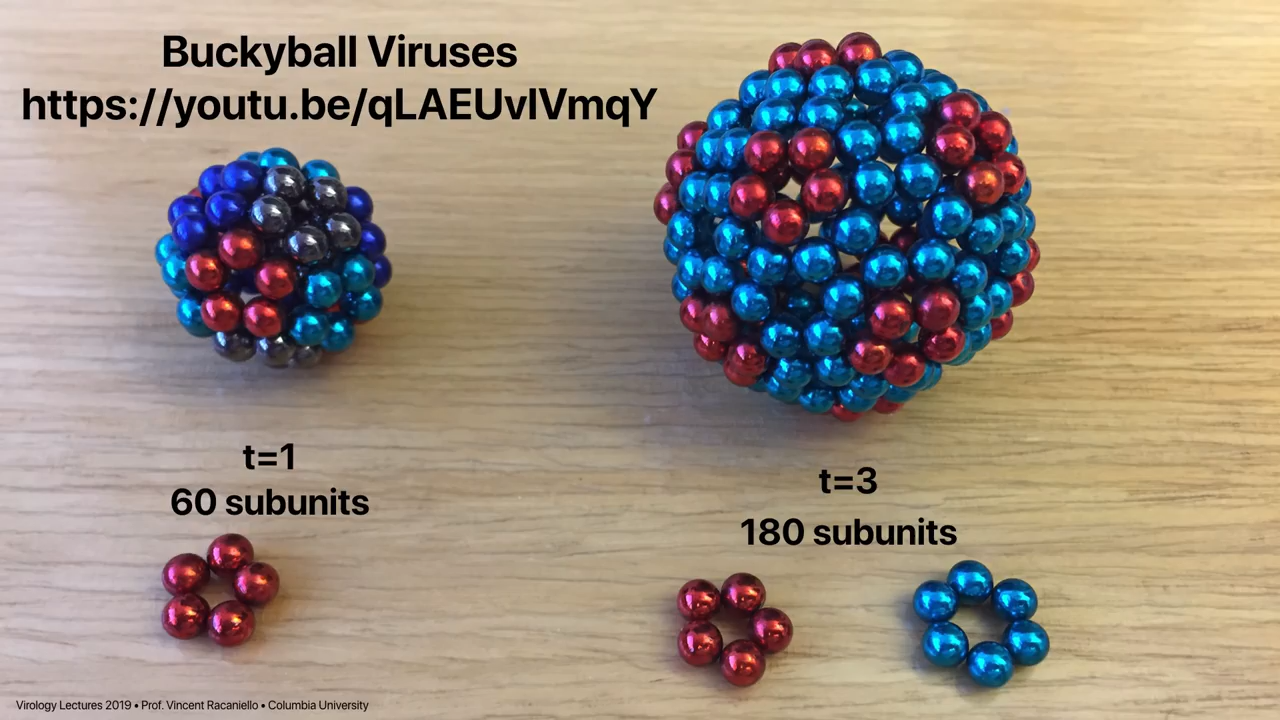 Buckyball Viruses
https://youtu.be/qLAEUvlVmqY
t=1
60 subunits
t=3
180 subunits
Virology Lectures 2019 • Prof. Vincent Racaniello • Columbia University